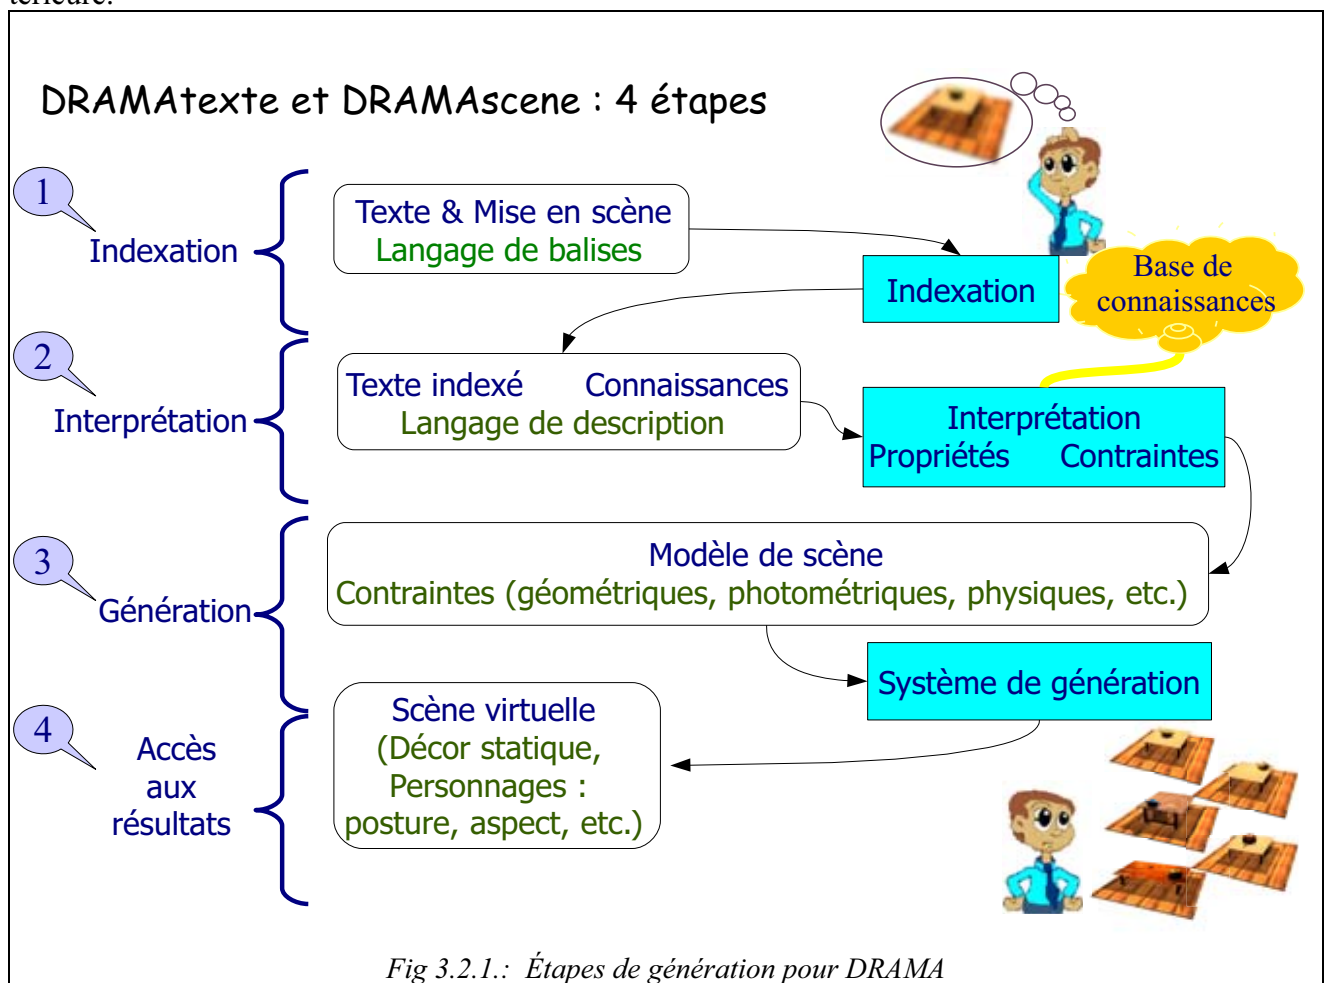 térieure.
DRAMAtexte et DRAMAscene : 4 étapes
1
Indexation
Texte & Mise en scène
Langage de balises
Indexation
Base de
connaissances
2
Interprétation
Texte indexé Connaissances
Langage de description
Interprétation
Propriétés Contraintes
3
Génération
Modèle de scène
Contraintes (géométriques, photométriques, physiques, etc.)
Système de génération
4
Accès
aux
résultats
Scène virtuelle
(Décor statique,
Personnages :
posture, aspect, etc.)
Fig 3.2.1.: Étapes de génération pour DRAMA